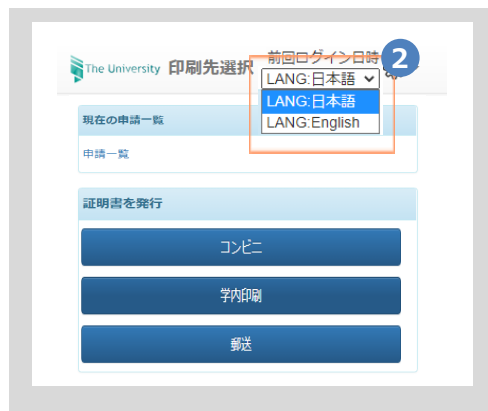 前回ログイン日時
2
The University 印刷先選択
LANG:日本語
LANG:日本語
LANG:English
現在の申請一覧
申請一覧
証明書を発行
コンビニ
学内印刷
郵送